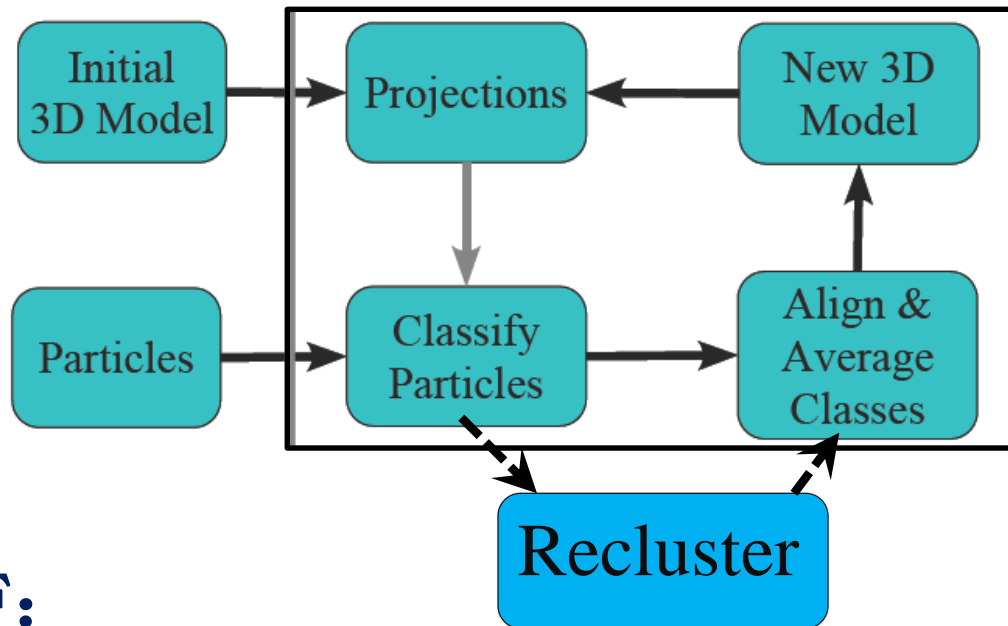 Initial
3D Model
Projections
New 3D
Model
Particles
Classify
Particles
Align &
Average
Classes
Recluster